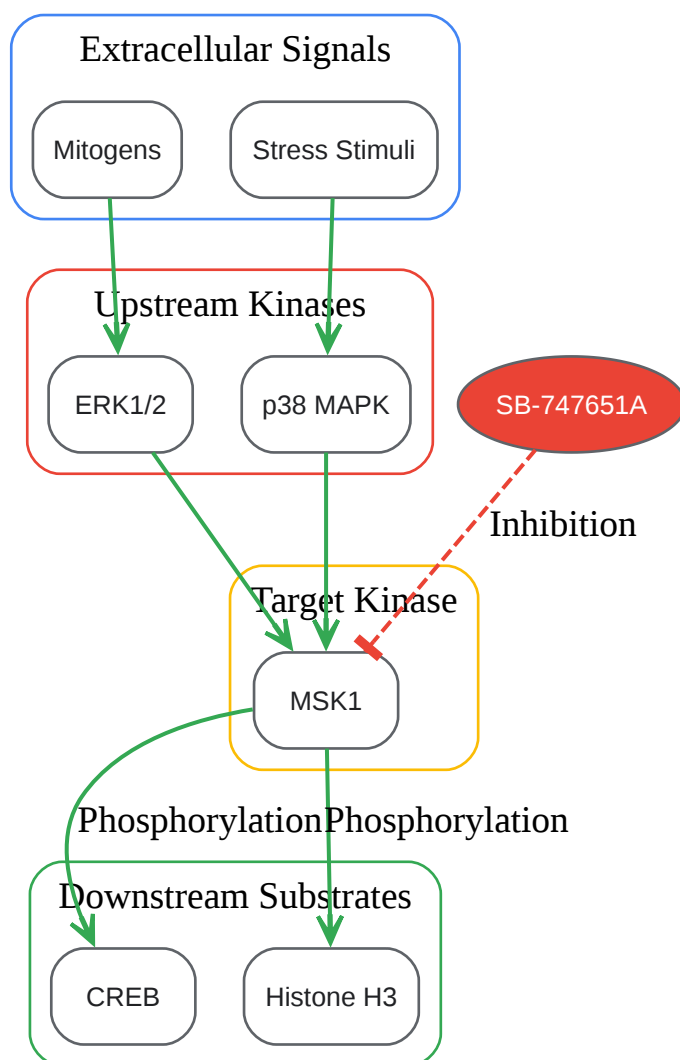 Extracellular Signals
Mitogens
Stress Stimuli
Upstream Kinases
ERK1/2
p38 MAPK
SB-747651A
Inhibition
Target Kinase
MSK1
Phosphorylation
Phosphorylation
Downstream Substrates
CREB
Histone H3